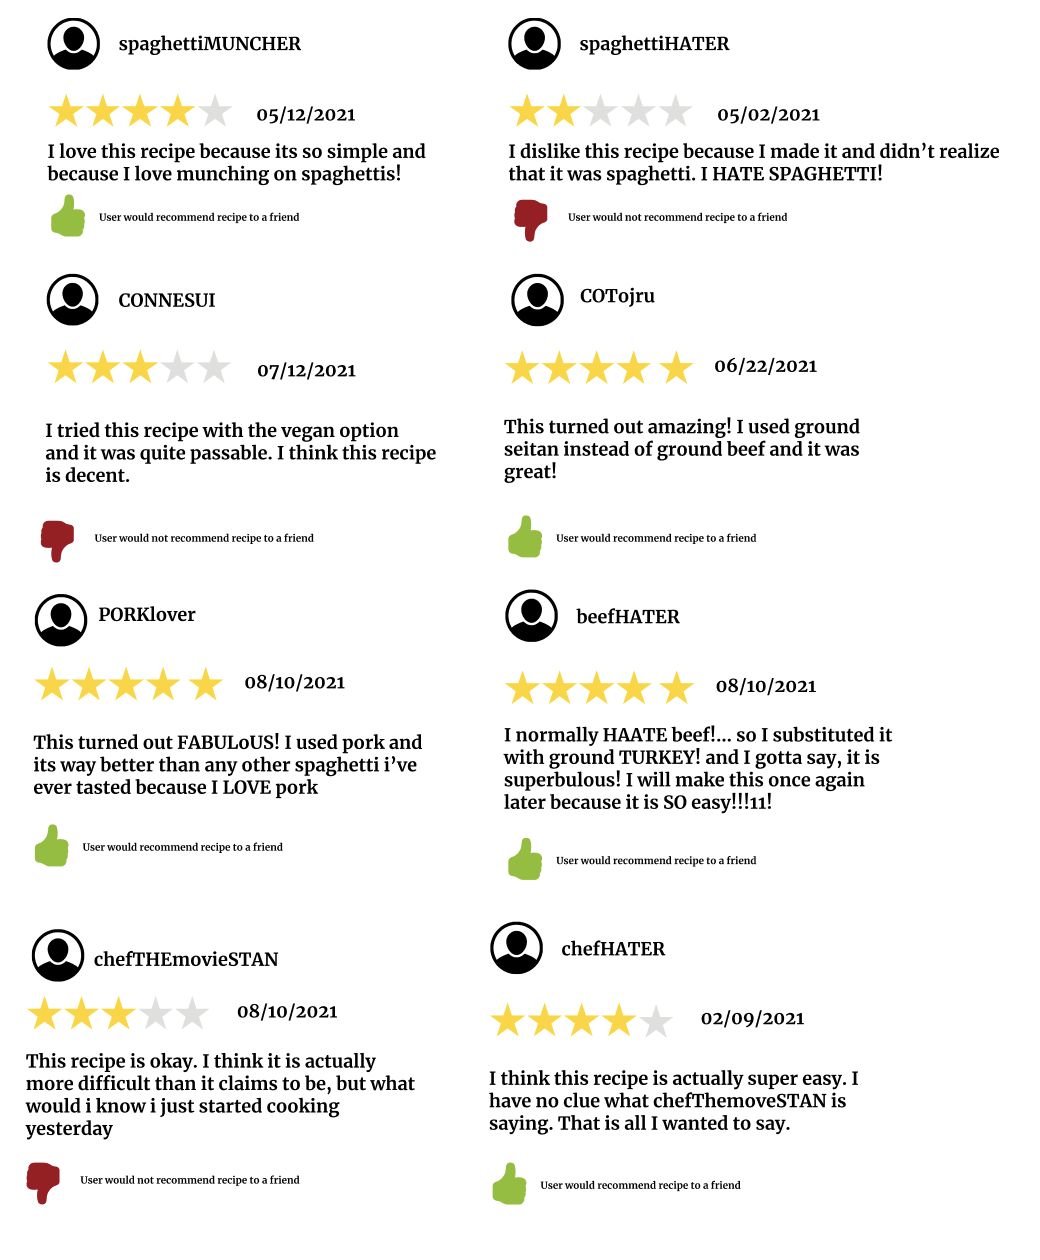 spaghettiMUNCHER
05/12/2021
I love this recipe because its so simple and
because I love munching on spaghettis!
User would recommend recipe to a friend
spaghettiHATER
05/02/2021
I dislike this recipe because I made it and didn't realize
that it was spaghetti. I HATE SPAGHETTI!
User would not recommend recipe to a friend
CONNESUI
07/12/2021
I tried this recipe with the vegan option
and it was quite passable. I think this recipe
is decent.
User would not recommend recipe to a friend
COTojru
06/22/2021
This turned out amazing! I used ground
seitan instead of ground beef and it was
great!
User would recommend recipe to a friend
PORKlover
08/10/2021
This turned out FABULoUS! I used pork and
its way better than any other spaghetti i've
ever tasted because I LOVE pork
User would recommend recipe to a friend
beefHATER
08/10/2021
I normally HAATE beef!... so I substituted it
with ground TURKEY! and I gotta say, it is
superbulous! I will make this once again
later because it is SO easy!!!11!
User would recommend recipe to a friend
chefTHEmovieSTAN
08/10/2021
This recipe is okay. I think it is actually
more difficult than it claims to be, but what
would i know i just started cooking
yesterday
User would not recommend recipe to a friend
chefHATER
02/09/2021
I think this recipe is actually super easy. I
have no clue what chefThemoveSTAN is
saying. That is all I wanted to say.
User would recommend recipe to a friend